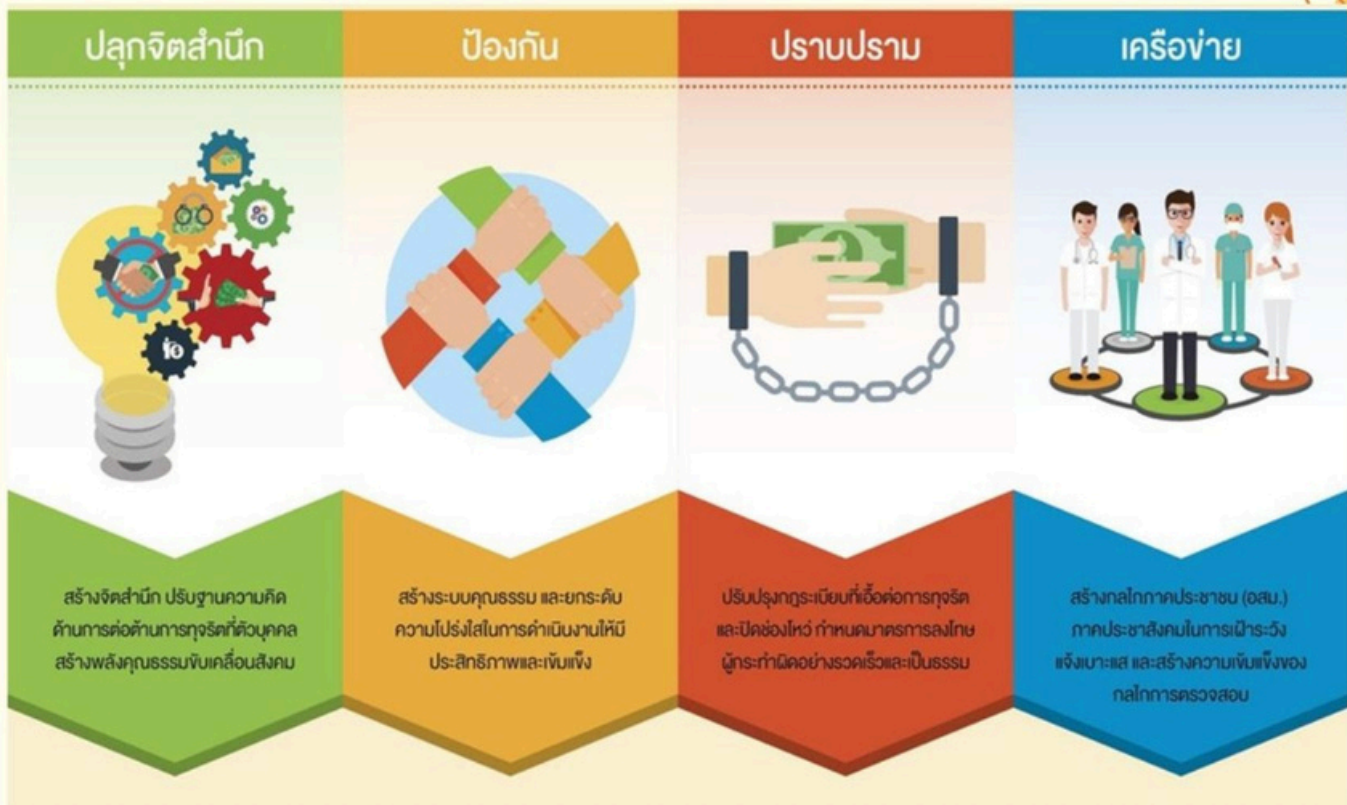 ปลุกจิตสำนึก
ป้องกัน
ปราบปราม
เครือข่าย
สร้างจิตสำนึก ปรับฐานความคิด
ด้านการต่อต้านการทุจริตที่ตัวบุคคล
สร้างพลังคุณธรรมขับเคลื่อนสังคม
สร้างระบบคุณธรรม และยกระดับ
ความโปร่งใสในการดำเนินงานให้มี
ประสิทธิภาพและเข้มแข็ง
ปรับปรุงกฎระเบียบที่เอื้อต่อการทุจริต
และปิดช่องโหว่ กำหนดมาตรการลงโทษ
ผู้กระทำผิดอย่างรวดเร็วและเป็นธรรม
สร้างกลไกภาคประชาชน (อสม.)
ภาคประชาสังคมในการเฝ้าระวัง
แจ้งเบาะแส และสร้างความเข้มแข็งของ
กลไกการตรวจสอบ